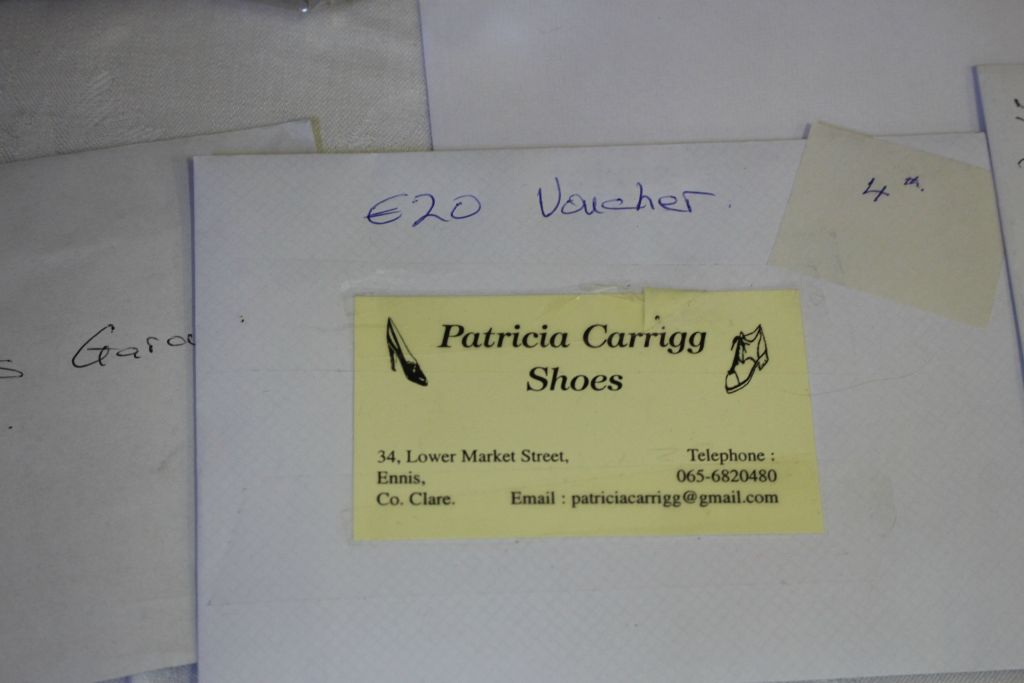 €20 Voucher.
4th.
Patricia Carrigg
Shoes
34, Lower Market Street,
Ennis,
Co. Clare.
Telephone :
065-6820480
Email : patriciacarrigg@gmail.com